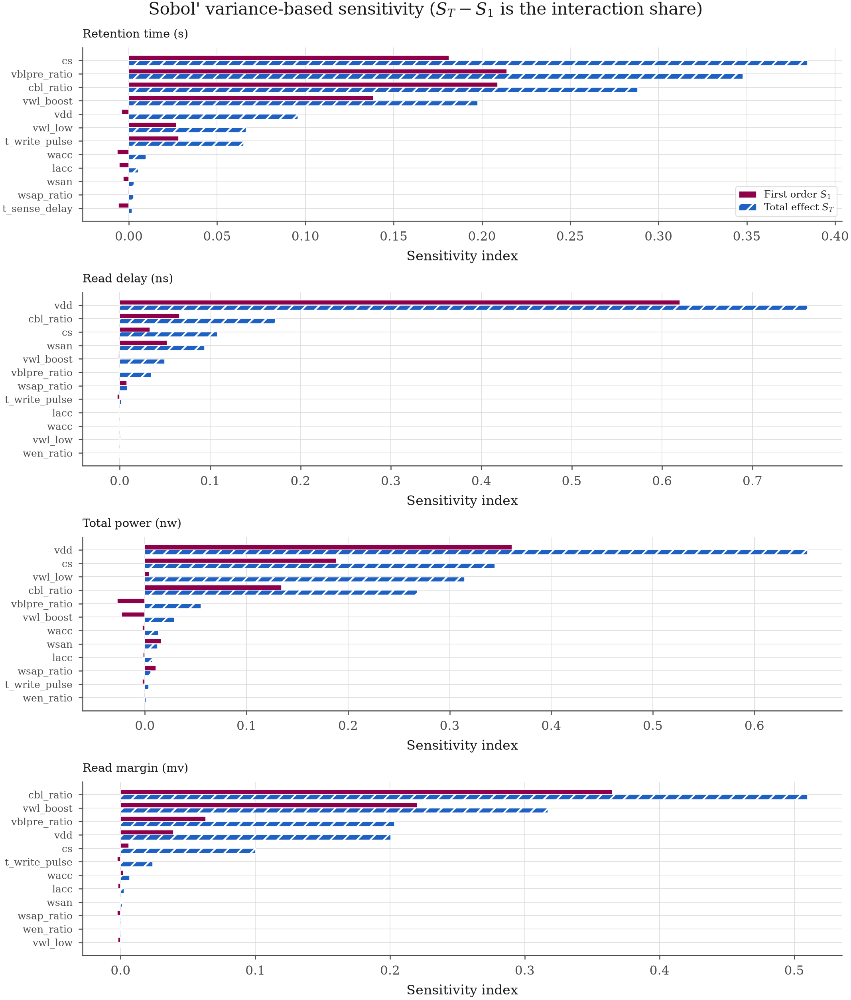 Sobol' variance-based sensitivity (S_T − S_1 is the interaction share)
Retention time (s)
cs
vblpre_ratio
cbl_ratio
vwl_boost
vdd
vwl_low
t_write_pulse
wacc
lacc
wsan
wsap_ratio
t_sense_delay
First order S_1
Total effect S_T
0.00 0.05 0.10 0.15 0.20 0.25 0.30 0.35 0.40
Sensitivity index
Read delay (ns)
vdd
cbl_ratio
cs
wsan
vwl_boost
vblpre_ratio
wsap_ratio
t_write_pulse
lacc
wacc
vwl_low
wen_ratio
0.0 0.1 0.2 0.3 0.4 0.5 0.6 0.7
Sensitivity index
Total power (nw)
vdd
cs
vwl_low
cbl_ratio
vblpre_ratio
vwl_boost
wacc
wsan
lacc
wsap_ratio
t_write_pulse
wen_ratio
0.0 0.1 0.2 0.3 0.4 0.5 0.6
Sensitivity index
Read margin (mv)
cbl_ratio
vwl_boost
vblpre_ratio
vdd
cs
t_write_pulse
wacc
lacc
wsan
wsap_ratio
wen_ratio
vwl_low
0.0 0.1 0.2 0.3 0.4 0.5
Sensitivity index